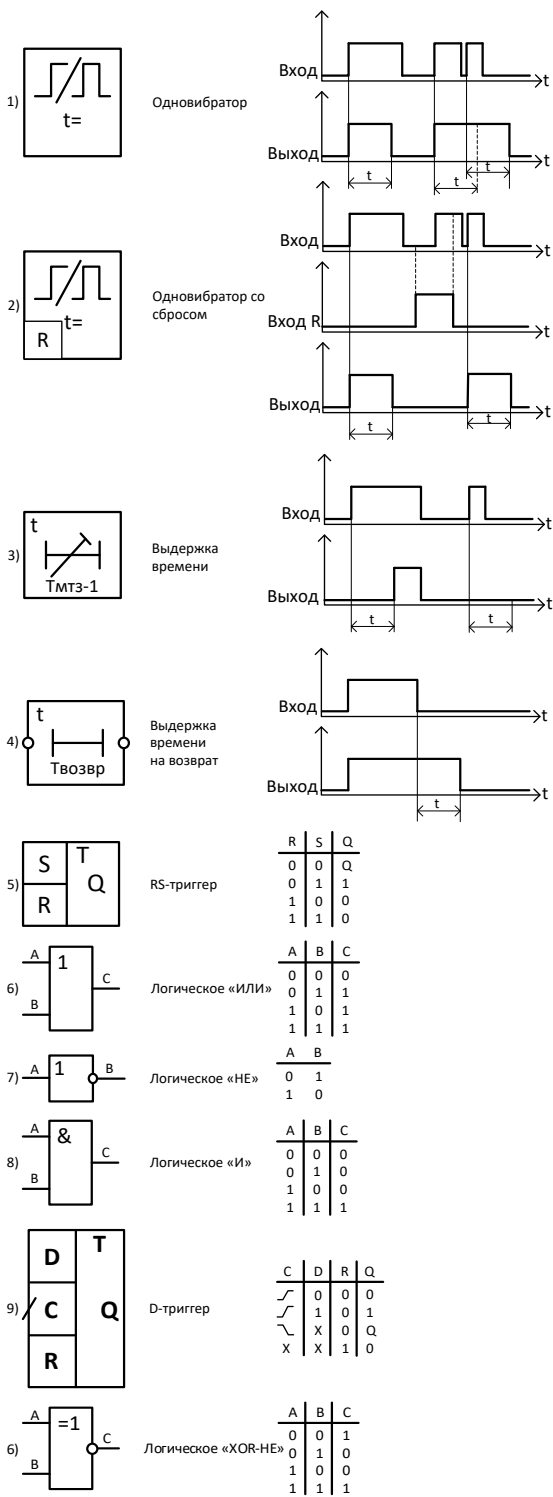 1)
t=
Одновибратор
Вход
t
Выход
t
t
t
t
2)
t=
R
Одновибратор со
сбросом
Вход
t
Вход R
t
Выход
t
t
t
3)
t
Тмтз-1
Выдержка
времени
Вход
t
Выход
t
t
t
4)
t
Твозвр
Выдержка
времени
на возврат
Вход
t
Выход
t
t
5)
S T
R Q
RS-триггер
R S Q
0 0 Q
0 1 1
1 0 0
1 1 0
6)
A
B
1
C
Логическое «ИЛИ»
A B C
0 0 0
0 1 1
1 0 1
1 1 1
7)
A 1 B
Логическое «НЕ»
A B
0 1
1 0
8)
A
B
&
C
Логическое «И»
A B C
0 0 0
0 1 0
1 0 0
1 1 1
9)
D T
C Q
R
D-триггер
C D R Q
0 0 0
1 0 1
X 0 Q
X X 1 0
6)
A
B
=1
C
Логическое «XOR-НЕ»
A B C
0 0 1
0 1 0
1 0 0
1 1 1